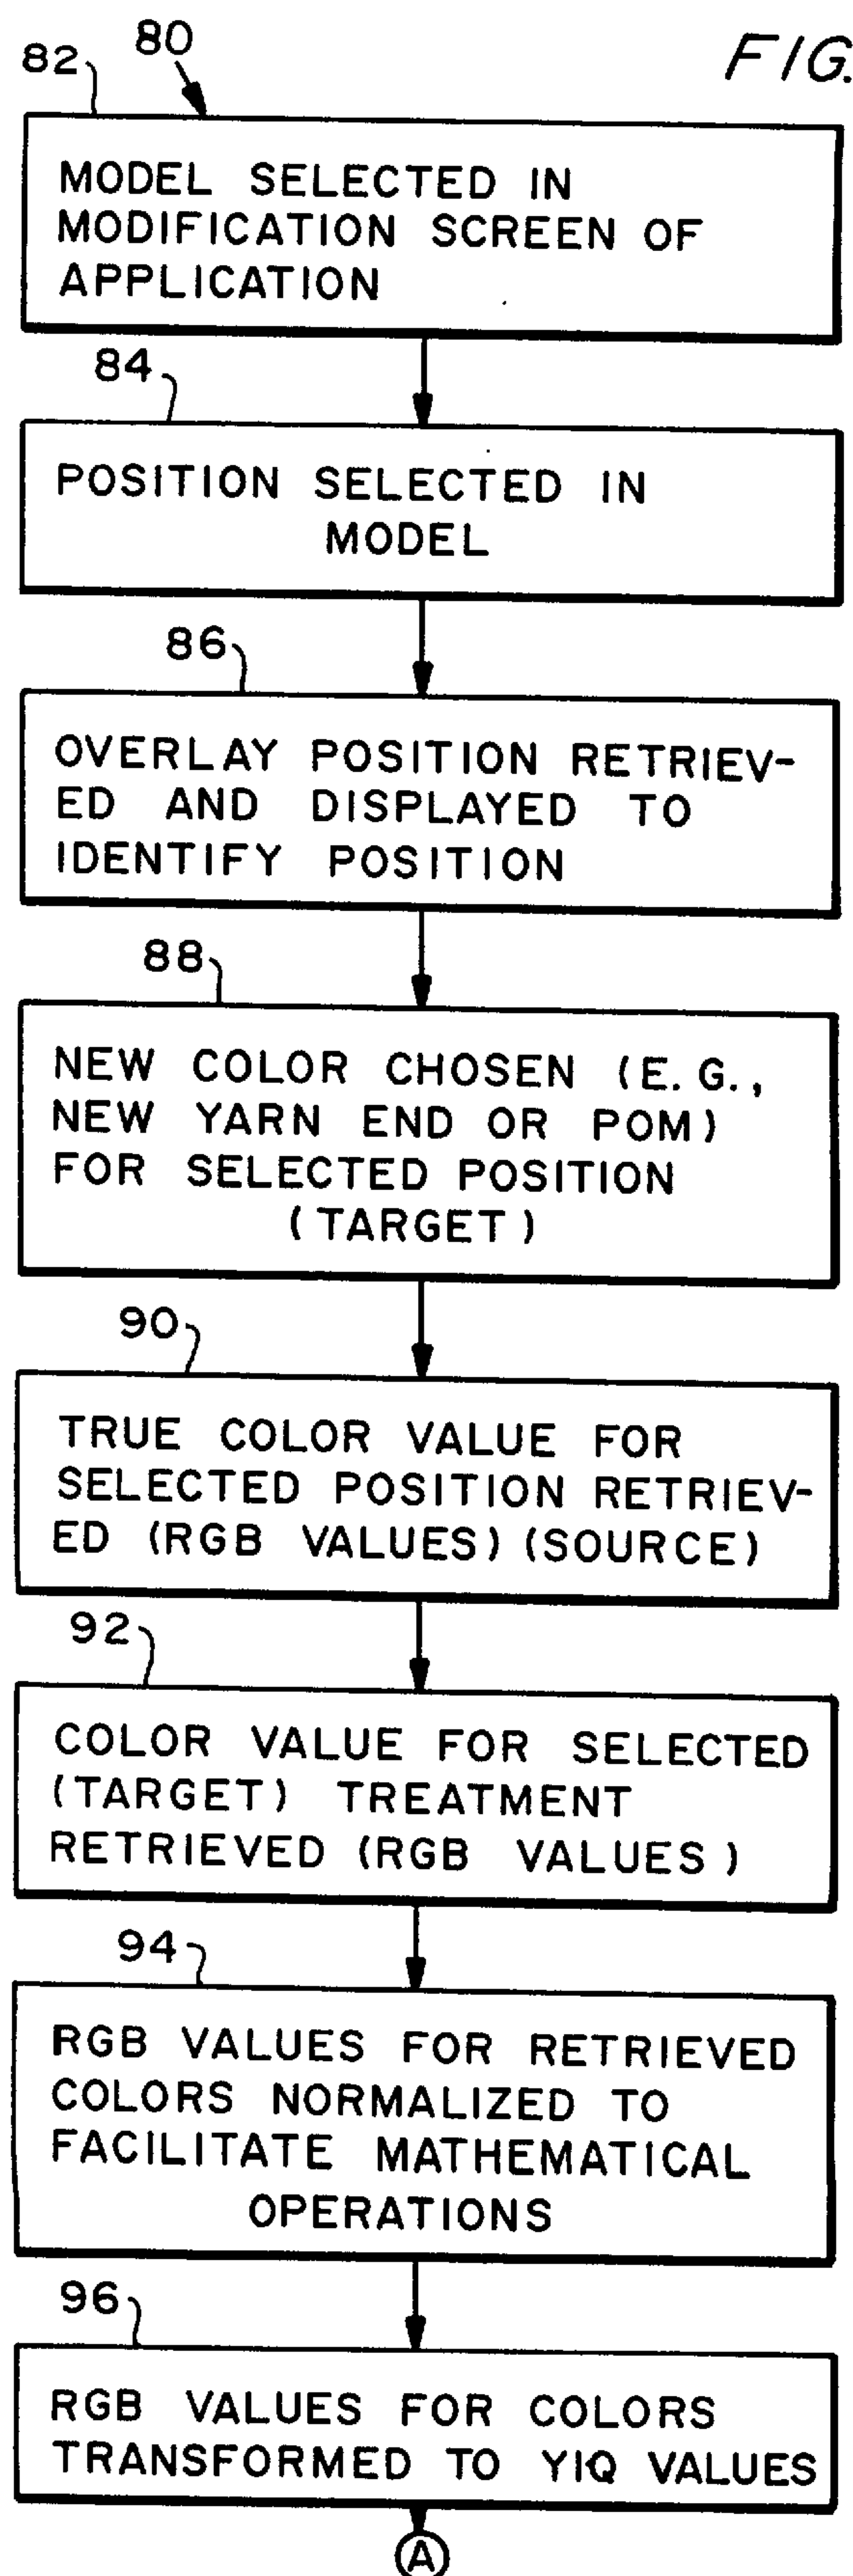 80
FIG.
82
MODEL SELECTED IN
MODIFICATION SCREEN OF
APPLICATION
84
POSITION SELECTED IN
MODEL
86
OVERLAY POSITION RETRIEV-
ED AND DISPLAYED TO
IDENTIFY POSITION
88
NEW COLOR CHOSEN (E.G.,
NEW YARN END OR POM)
FOR SELECTED POSITION
(TARGET)
90
TRUE COLOR VALUE FOR
SELECTED POSITION RETRIEV-
ED (RGB VALUES) (SOURCE)
92
COLOR VALUE FOR SELECTED
(TARGET) TREATMENT
RETRIEVED (RGB VALUES)
94
RGB VALUES FOR RETRIEVED
COLORS NORMALIZED TO
FACILITATE MATHEMATICAL
OPERATIONS
96
RGB VALUES FOR COLORS
TRANSFORMED TO YIQ VALUES
A